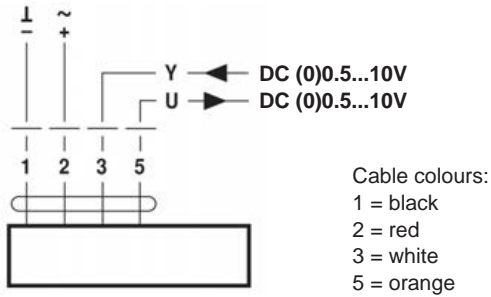 ⊥ ~
− +
Y DC (0)0.5...10V
U DC (0)0.5...10V
1 2 3 5
Cable colours:
1 = black
2 = red
3 = white
5 = orange